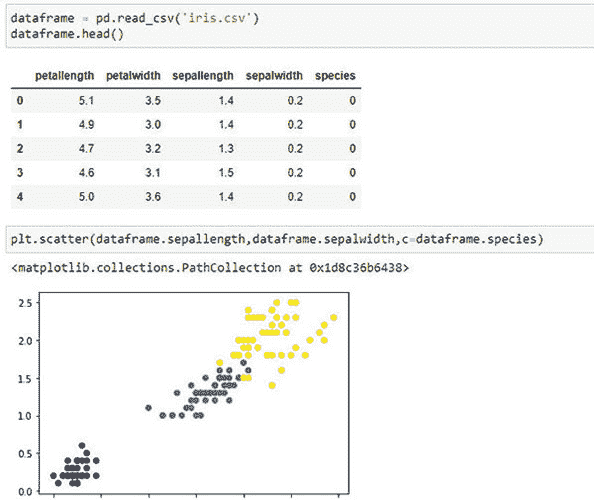 dataframe = pd.read_csv('iris.csv')
dataframe.head()
petallength petalwidth sepallength sepalwidth species
0 5.1 3.5 1.4 0.2 0
1 4.9 3.0 1.4 0.2 0
2 4.7 3.2 1.3 0.2 0
3 4.6 3.1 1.5 0.2 0
4 5.0 3.6 1.4 0.2 0
plt.scatter(dataframe.sepallength,dataframe.sepalwidth,c=dataframe.species)
<matplotlib.collections.PathCollection at 0x1d8c36b6438>
2.5
2.0
1.5
1.0
0.5
0.0